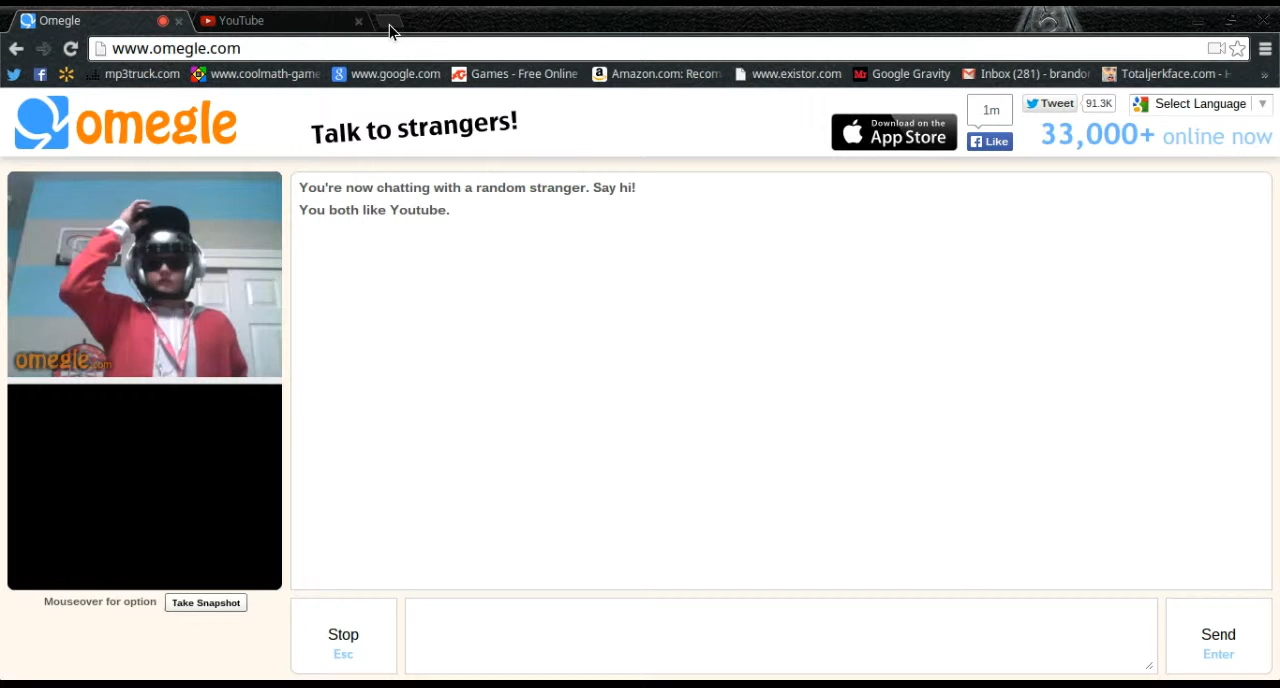 Omegle
YouTube
www.omegle.com
mp3truck.com
www.coolmath-game
www.google.com
Games - Free Online
Amazon.com: Recom
www.existor.com
Mr
Google Gravity
Inbox (281) - brando
Totaljerkface.com - H
omegle
Talk to strangers!
Download on the
App Store
1m
Like
Tweet
91.3K
Select Language
33,000+ online now
You're now chatting with a random stranger. Say hi!
You both like Youtube.
omegle.com
Mouseover for option
Take Snapshot
Stop
Esc
Send
Enter